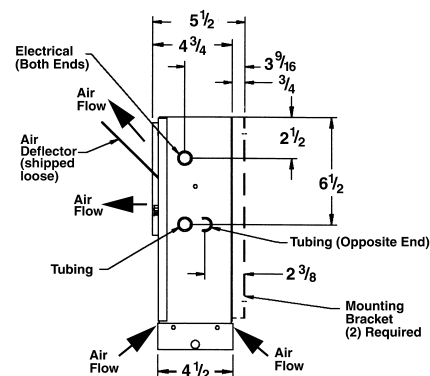 5 1/2
4 3/4
Electrical
(Both Ends)
3 9/16
3/4
Air
Flow
Air
Deflector
(shipped
loose)
2 1/2
6 1/2
Air
Flow
Tubing (Opposite End)
Tubing
2 3/8
Mounting
Bracket
(2) Required
Air
Flow
Air
Flow
4 1/2